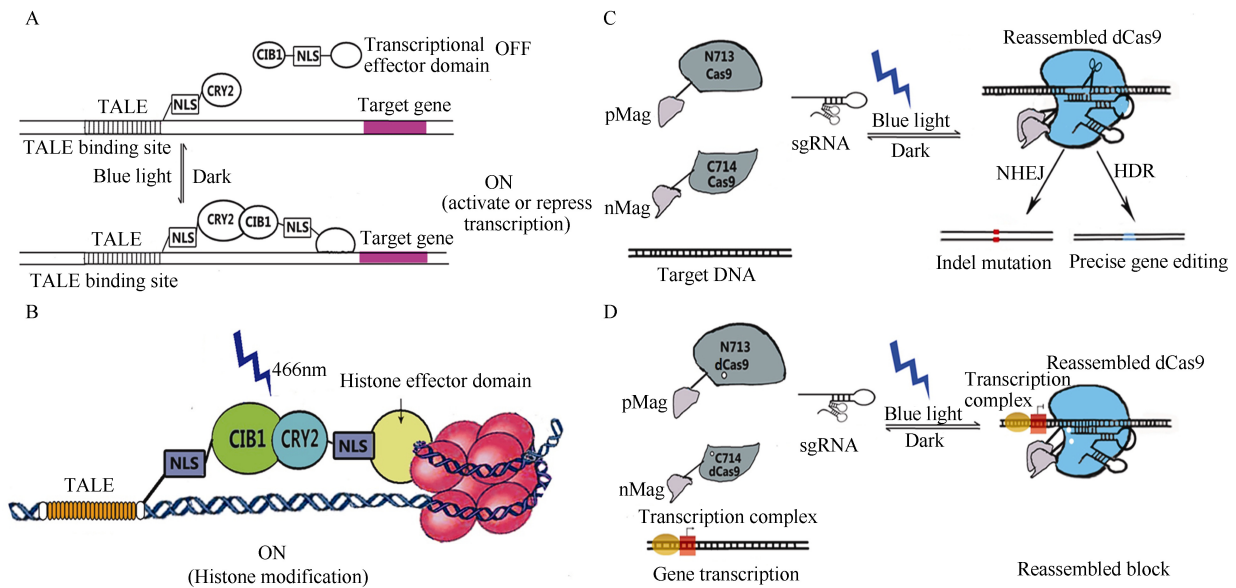 A
CIB1
NLS
Transcriptional
effector domain
OFF
CRY2
NLS
TALE
Target gene
TALE binding site
Blue light
Dark
ON
(activate or repress
transcription)
CRY2
CIB1
NLS
NLS
TALE
Target gene
TALE binding site
B
466nm
Histone effector domain
CIB1
CRY2
NLS
NLS
TALE
ON
(Histone modification)
C
N713
Cas9
pMag
C714
Cas9
nMag
Target DNA
sgRNA
Blue light
Dark
Reassembled dCas9
NHEJ
HDR
Indel mutation
Precise gene editing
D
N713
dCas9
pMag
C714
dCas9
nMag
Transcription complex
Gene transcription
sgRNA
Blue light
Dark
Reassembled dCas9
Transcription
complex
Reassembled block